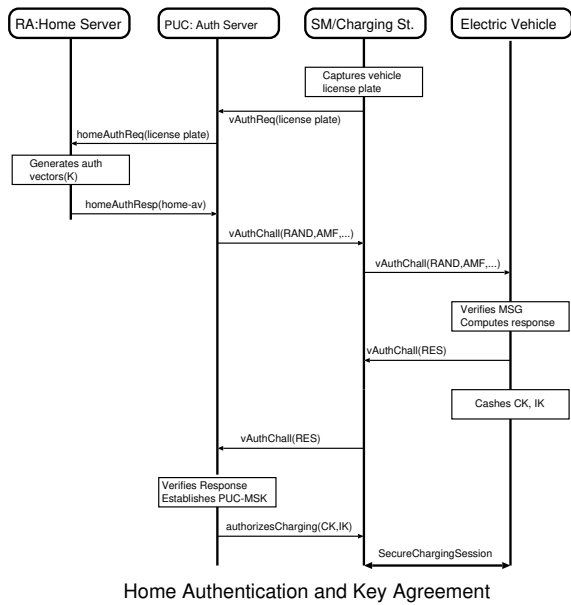 RA:Home Server
PUC: Auth Server
SM/Charging St.
Electric Vehicle
Captures vehicle
license plate
vAuthReq(license plate)
homeAuthReq(license plate)
Generates auth
vectors(K)
homeAuthResp(home-av)
vAuthChall(RAND,AMF,...)
vAuthChall(RAND,AMF,...)
Verifies MSG
Computes response
vAuthChall(RES)
Cashes CK, IK
vAuthChall(RES)
Verifies Response
Establishes PUC-MSK
authorizesCharging(CK,IK)
SecureChargingSession
Home Authentication and Key Agreement